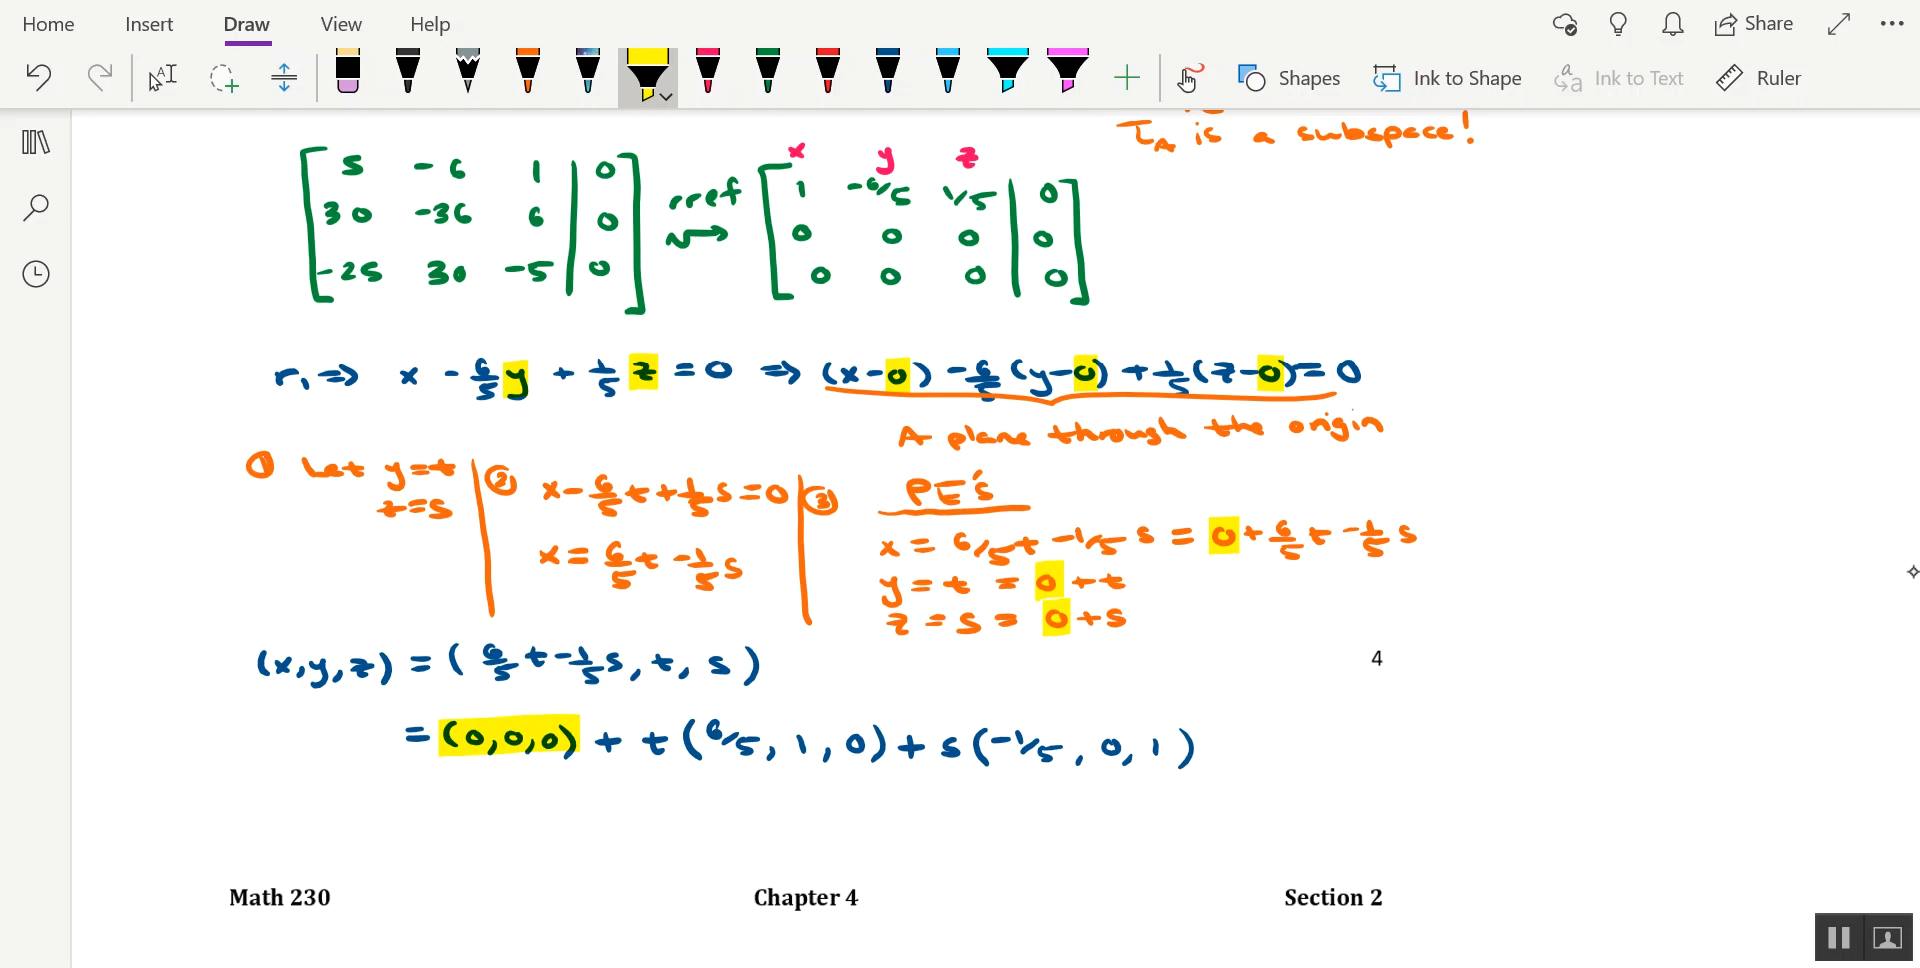 Home Insert Draw View Help Share
Shapes Ink to Shape Ink to Text Ruler
T_A is a subspace!
x y z
[ 5 -6 1 | 0 ] rref [ 1 -6/5 1/5 | 0 ]
[ 30 -36 6 | 0 ] ⇝ [ 0 0 0 | 0 ]
[ -25 30 -5 | 0 ] [ 0 0 0 | 0 ]
r₁ ⇒ x - 6/5 y + 1/5 z = 0 ⇒ (x-0) - 6/5 (y-0) + 1/5 (z-0) = 0
A plane through the origin
① Let y=t
z=s
② x - 6/5 t + 1/5 s = 0
x = 6/5 t - 1/5 s
③ PE's
x = 6/5 t - 1/5 s = 0 + 6/5 t - 1/5 s
y = t = 0 + t
z = s = 0 + s
(x,y,z) = ( 6/5 t - 1/5 s, t, s )
4
= (0,0,0) + t (6/5, 1, 0) + s (-1/5, 0, 1)
Math 230 Chapter 4 Section 2